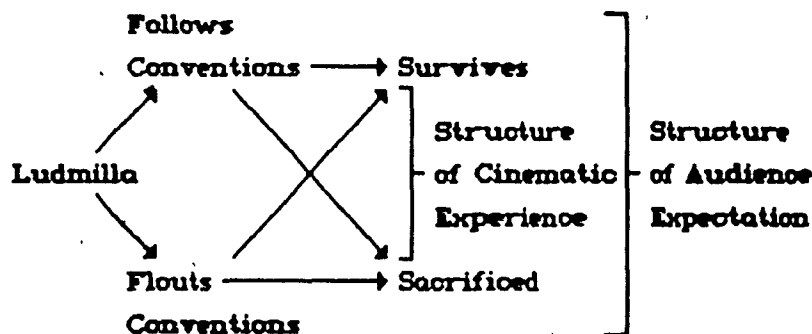 Follows
Conventions
Survives
Structure
of Cinematic
Experience
Structure
of Audience
Expectation
Ludmilla
Flouts
Conventions
Sacrificed